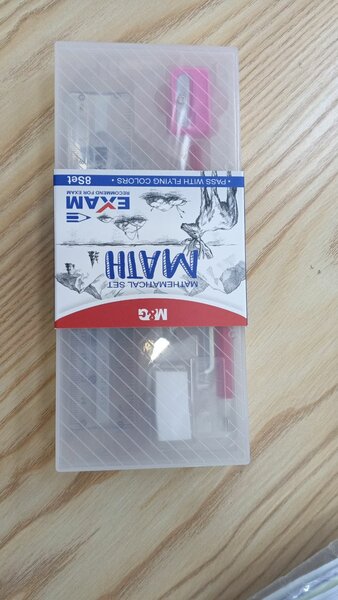 M&G
MATHEMATICAL SET
MATH
EXAM
RECOMMEND FOR EXAM
• PASS WITH FLYING COLORS •
8Set